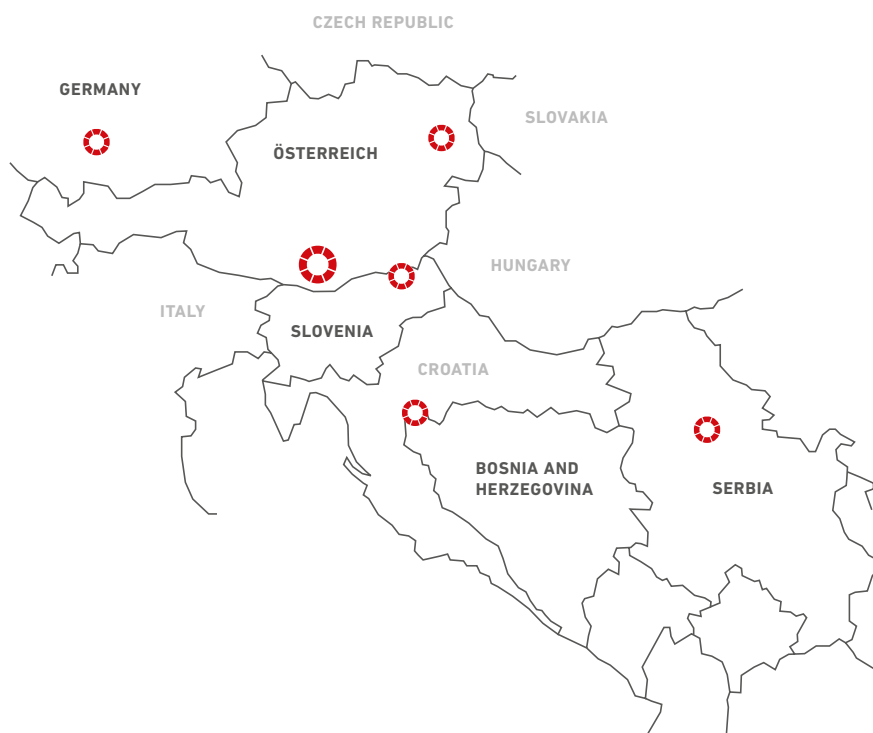 CZECH REPUBLIC
GERMANY
SLOVAKIA
ÖSTERREICH
HUNGARY
ITALY
SLOVENIA
CROATIA
BOSNIA AND
HERZEGOVINA
SERBIA